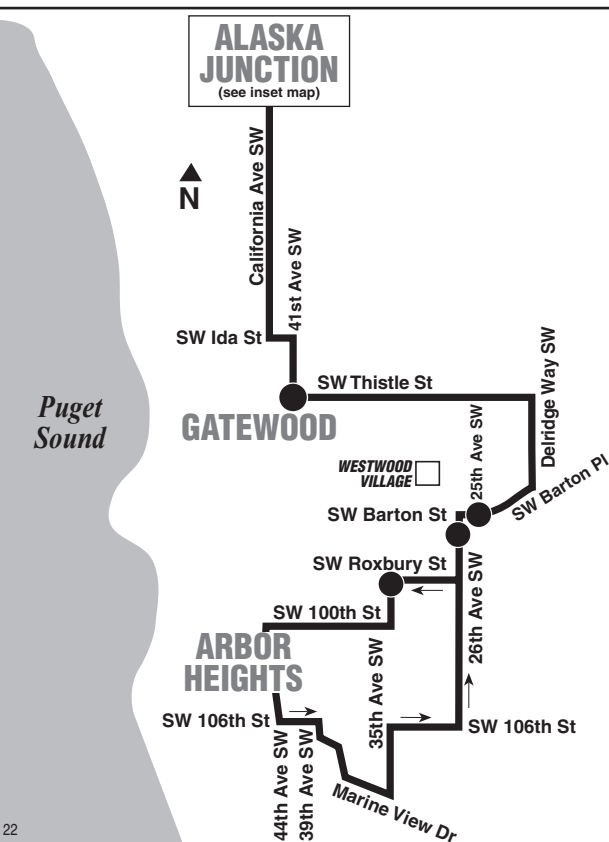 ALASKA
JUNCTION
(see inset map)
California Ave SW
N
41st Ave SW
SW Ida St
SW Thistle St
Delridge Way SW
Puget
Sound
GATEWOOD
25th Ave SW
WESTWOOD
VILLAGE
SW Barton Pl
SW Barton St
SW Roxbury St
26th Ave SW
SW 100th St
ARBOR
HEIGHTS
35th Ave SW
SW 106th St
SW 106th St
44th Ave SW
39th Ave SW
Marine View Dr
22